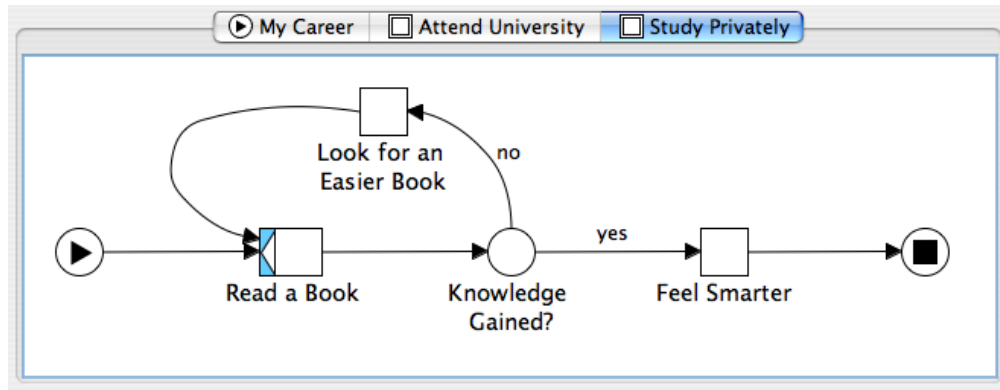 My Career
Attend University
Study Privately
Look for an
Easier Book
no
yes
Read a Book
Knowledge
Gained?
Feel Smarter